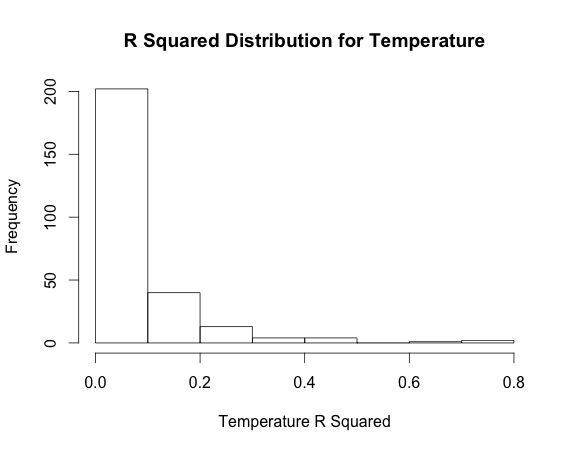 R Squared Distribution for Temperature
Frequency
200
150
100
50
0
0.0 0.2 0.4 0.6 0.8
Temperature R Squared